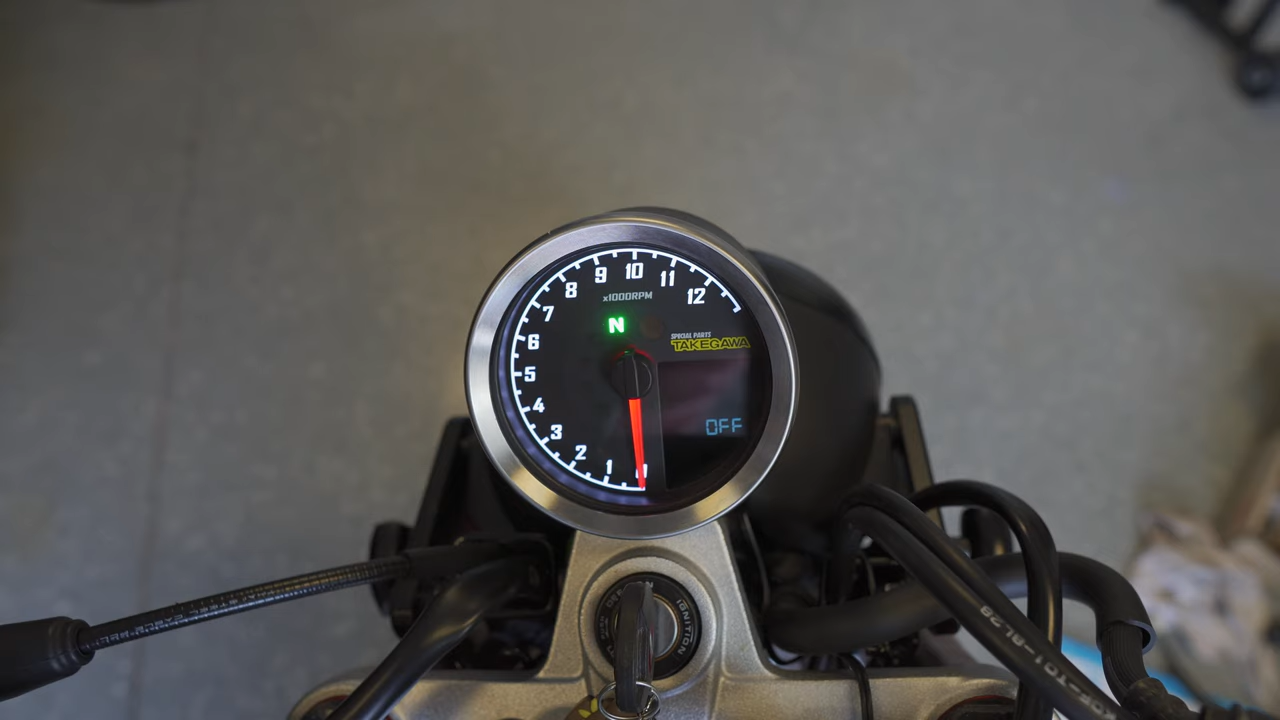 10
9
11
8
12
x1000RPM
7
N
SPECIAL PARTS
TAKEGAWA
6
5
4
OFF
3
2
1
0
IGNITION